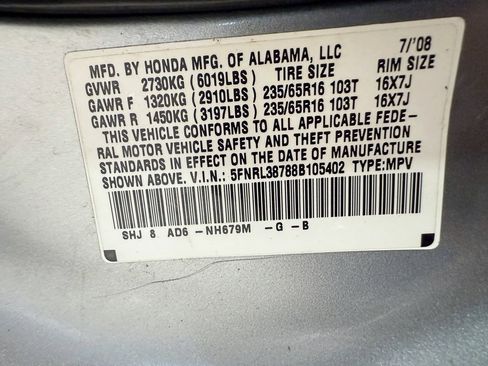 MFD. BY HONDA MFG. OF ALABAMA, LLC 7/'08
GVWR 2730KG (6019LBS) TIRE SIZE RIM SIZE
GAWR F 1320KG (2910LBS) 235/65R16 103T 16X7J
GAWR R 1450KG (3197LBS) 235/65R16 103T 16X7J
THIS VEHICLE CONFORMS TO ALL APPLICABLE FEDE-
RAL MOTOR VEHICLE SAFETY AND THEFT PREVENTION
STANDARDS IN EFFECT ON THE DATE OF MANUFACTURE
SHOWN ABOVE. V.I.N.: 5FNRL38788B105402 TYPE:MPV
SHJ 8 AD6 -NH679M -G -B